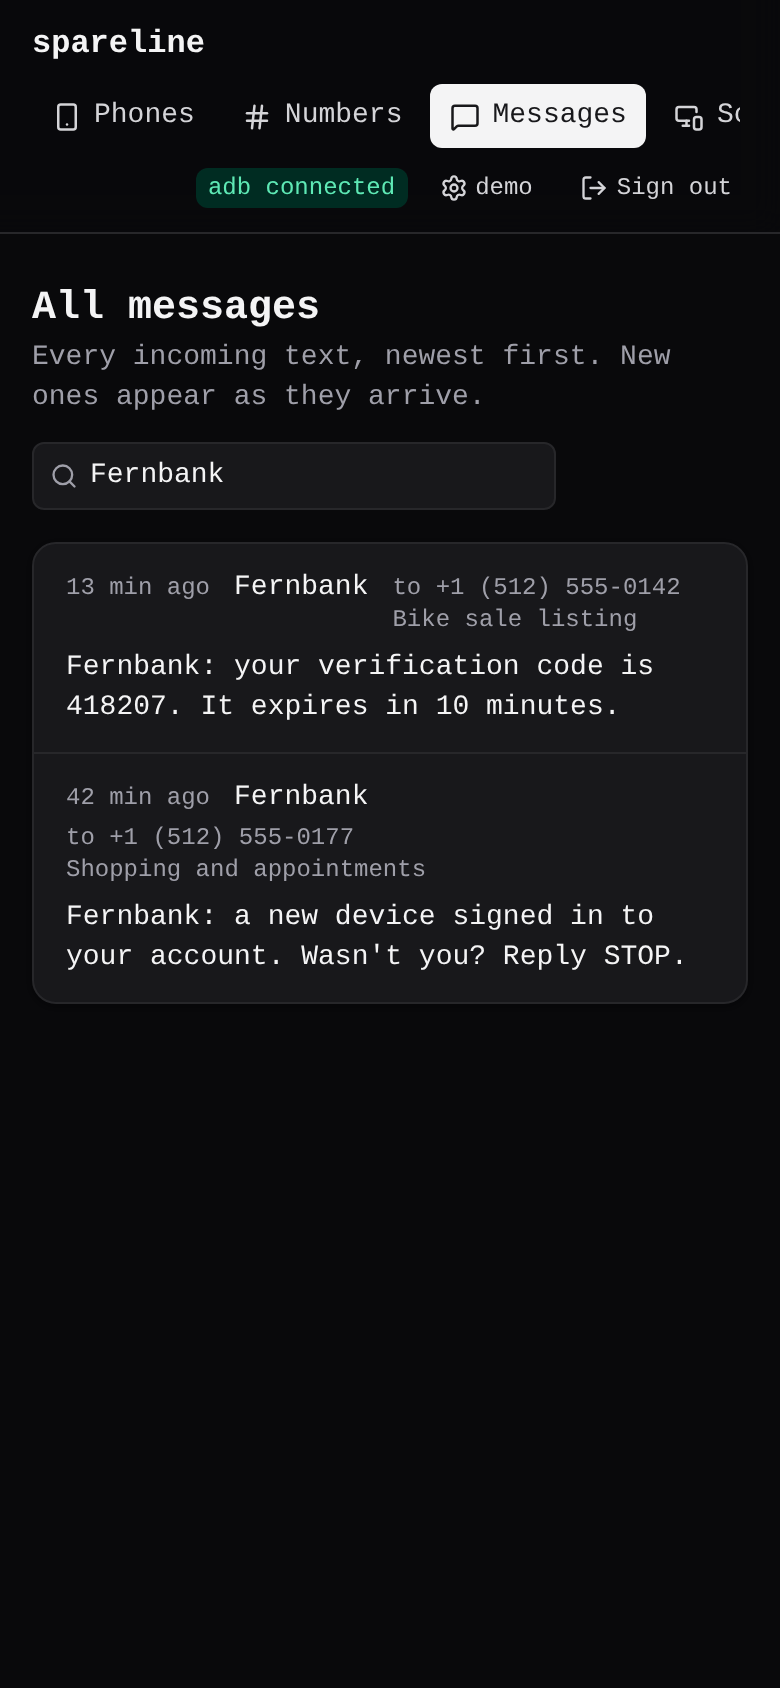 spareline
Phones Numbers Messages
adb connected demo Sign out
All messages
Every incoming text, newest first. New
ones appear as they arrive.
Fernbank
13 min ago Fernbank to +1 (512) 555-0142
Bike sale listing
Fernbank: your verification code is
418207. It expires in 10 minutes.
42 min ago Fernbank
to +1 (512) 555-0177
Shopping and appointments
Fernbank: a new device signed in to
your account. Wasn't you? Reply STOP.